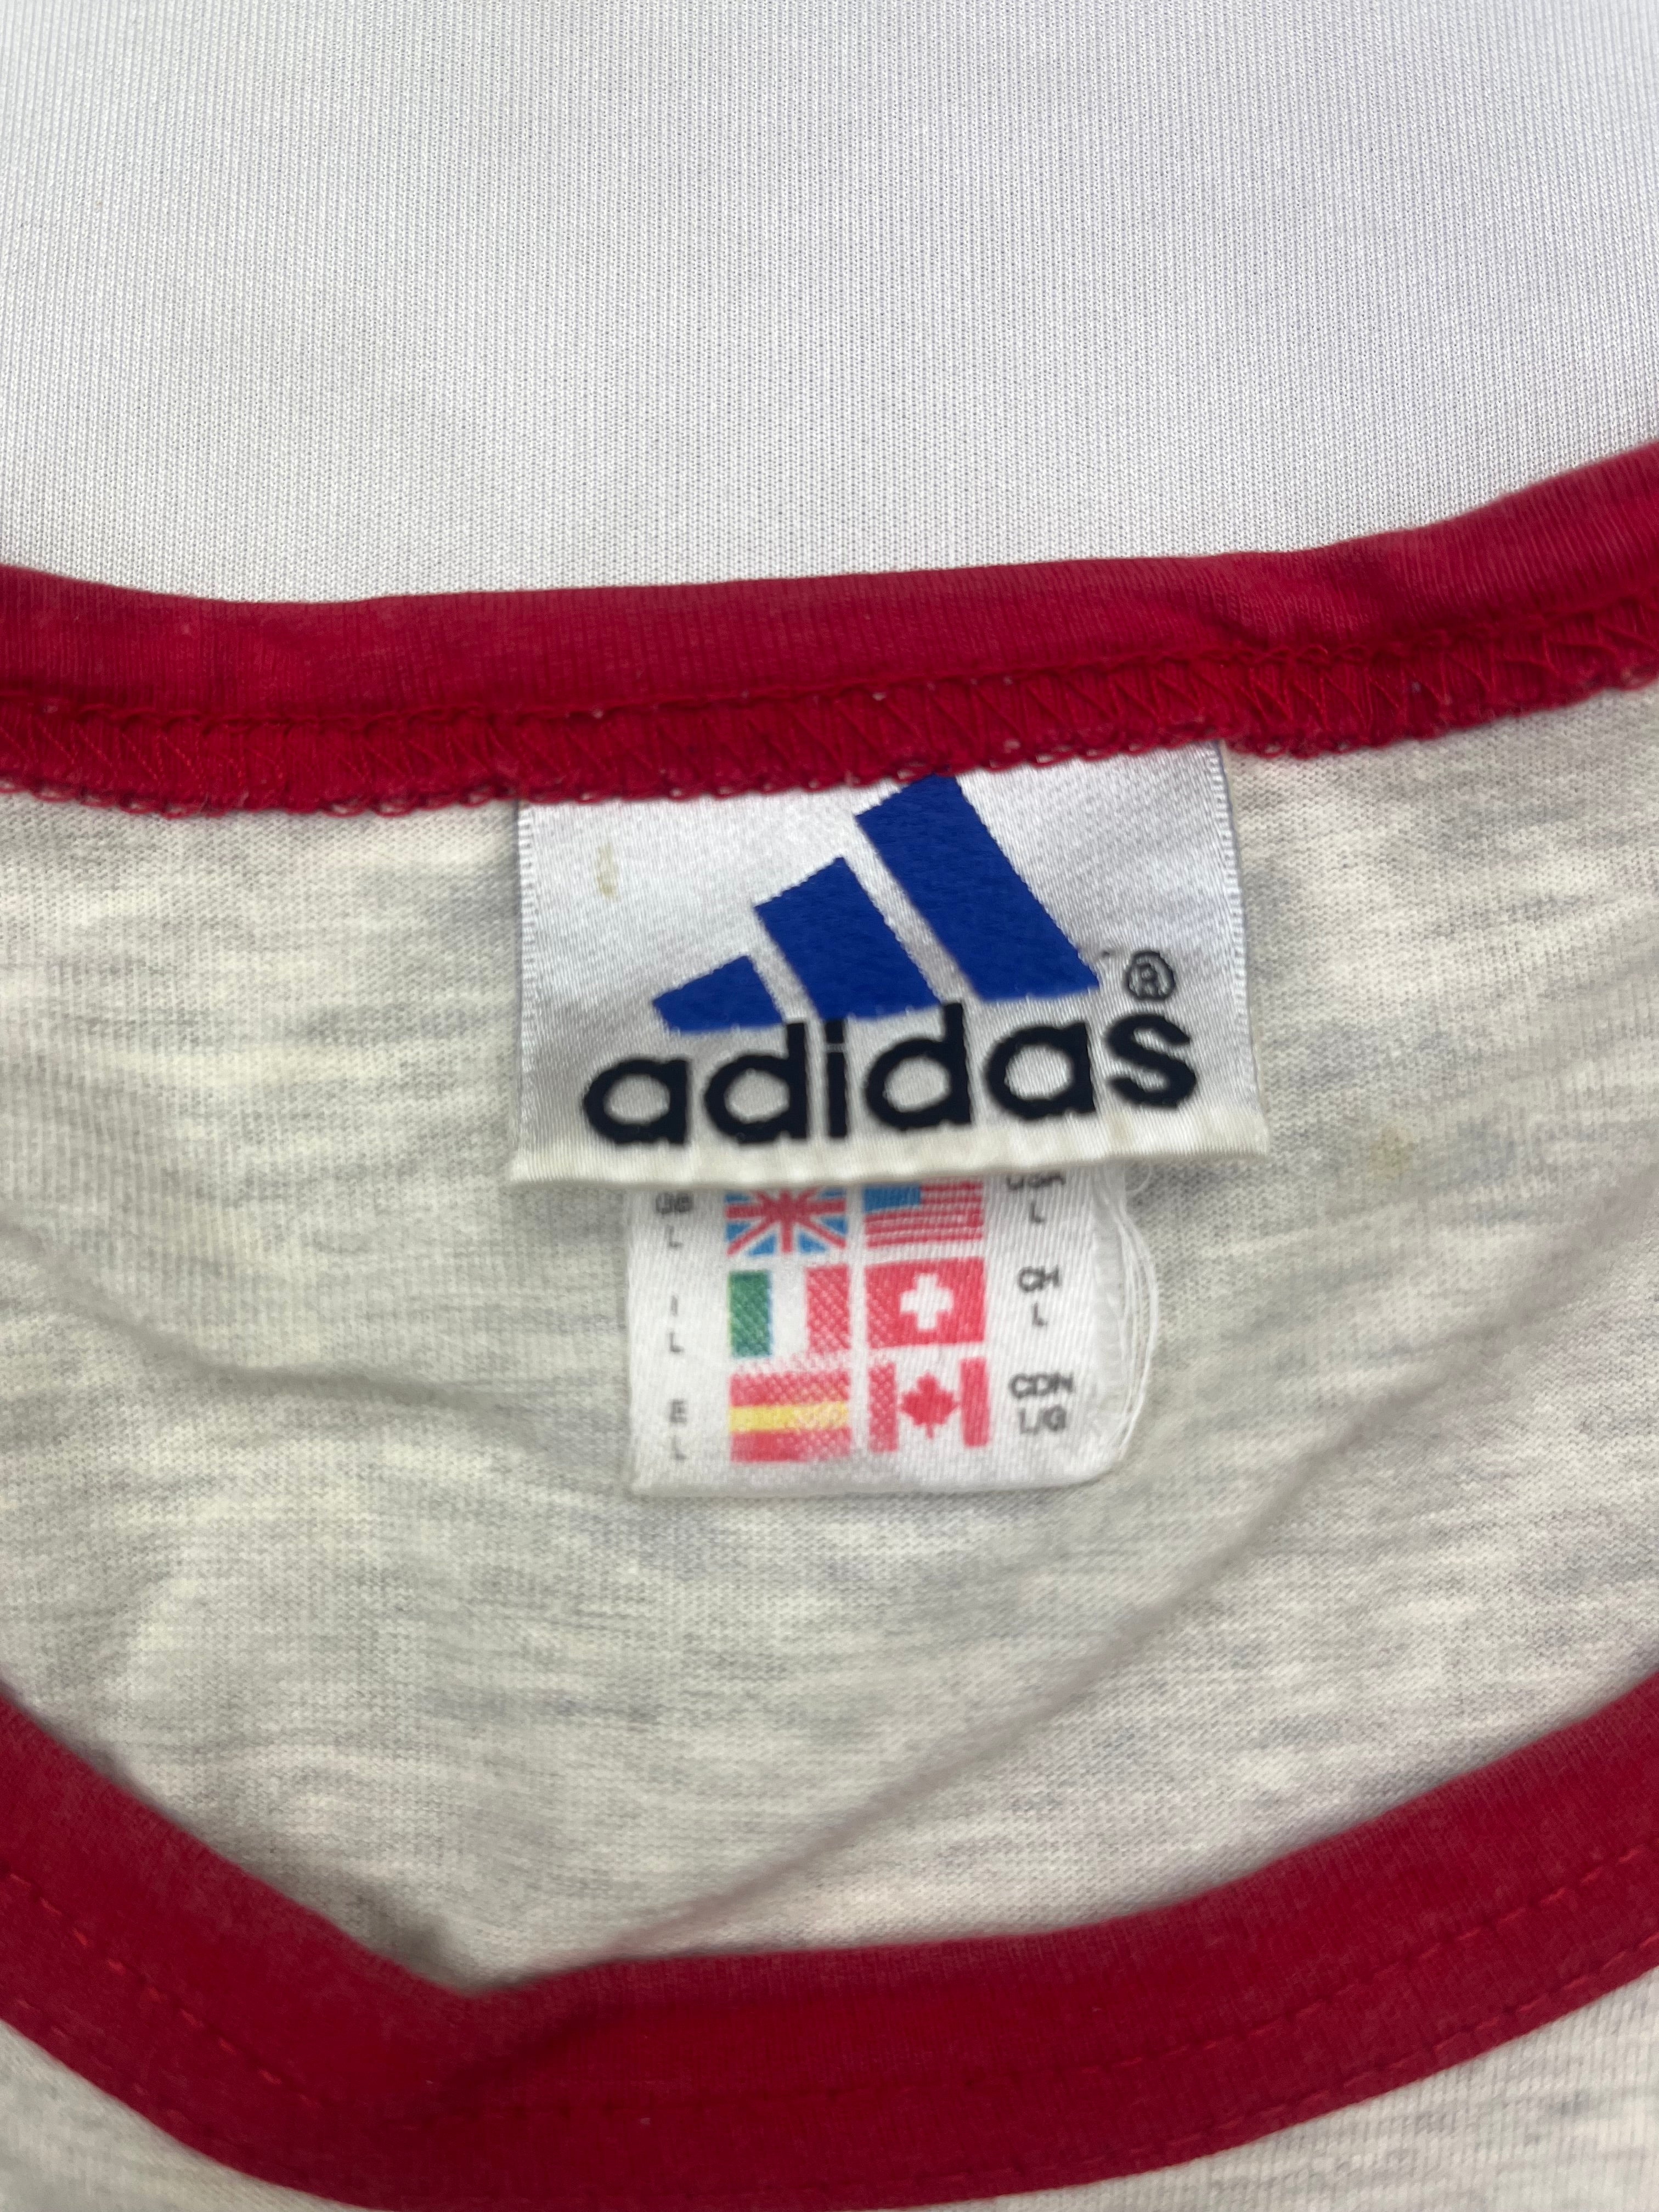 adidas®
GB USA
L L
I CH
L L
E CDN
L L/G